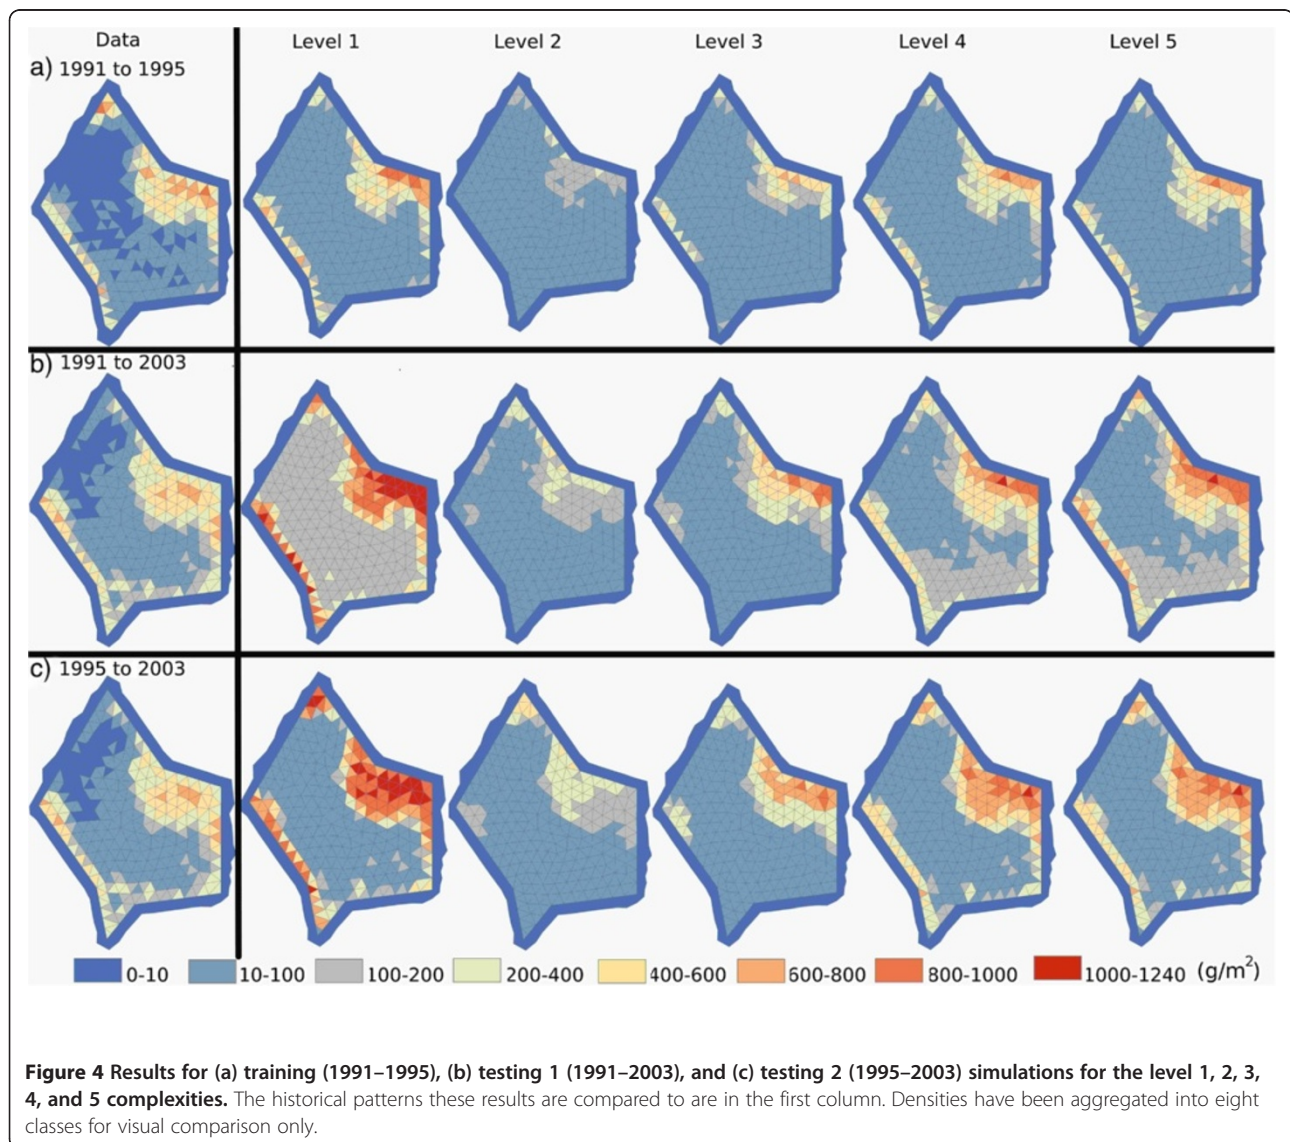 Data Level 1 Level 2 Level 3 Level 4 Level 5
a) 1991 to 1995
b) 1991 to 2003
c) 1995 to 2003
0-10 10-100 100-200 200-400 400-600 600-800 800-1000 1000-1240 (g/m²)
Figure 4 Results for (a) training (1991–1995), (b) testing 1 (1991–2003), and (c) testing 2 (1995–2003) simulations for the level 1, 2, 3,
4, and 5 complexities. The historical patterns these results are compared to are in the first column. Densities have been aggregated into eight
classes for visual comparison only.